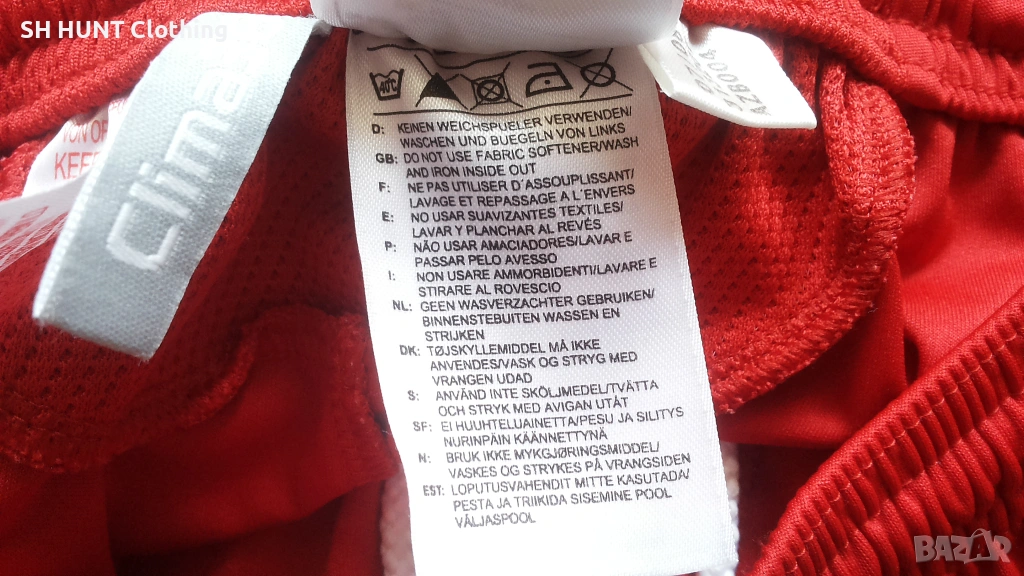 SH HUNT Clothing
clima
KEEP
40°C
D: KEINEN WEICHSPUELER VERWENDEN/
WASCHEN UND BUEGELN VON LINKS
GB: DO NOT USE FABRIC SOFTENER/WASH
AND IRON INSIDE OUT
F: NE PAS UTILISER D´ASSOUPLISSANT/
LAVAGE ET REPASSAGE A L´ENVERS
E: NO USAR SUAVIZANTES TEXTILES/
LAVAR Y PLANCHAR AL REVÉS
P: NÃO USAR AMACIADORES/LAVAR E
PASSAR PELO AVESSO
I: NON USARE AMMORBIDENTI/LAVARE E
STIRARE AL ROVESCIO
NL: GEEN WASVERZACHTER GEBRUIKEN/
BINNENSTEBUITEN WASSEN EN
STRIJKEN
DK: TØJSKYLLEMIDDEL MÅ IKKE
ANVENDES/VASK OG STRYG MED
VRANGEN UDAD
S: ANVÄND INTE SKÖLJMEDEL/TVÄTTA
OCH STRYK MED AVIGAN UTÅT
SF: EI HUUHTELUAINETTA/PESU JA SILITYS
NURINPÄIN KÄÄNNETTYNÄ
N: BRUK IKKE MYKGJØRINGSMIDDEL/
VASKES OG STRYKES PÅ VRANGSIDEN
EST: LOPUTUSVAHENDIT MITTE KASUTADA/
PESTA JA TRIIKIDA SISEMINE POOL
VÄLJASPOOL
BAZAR